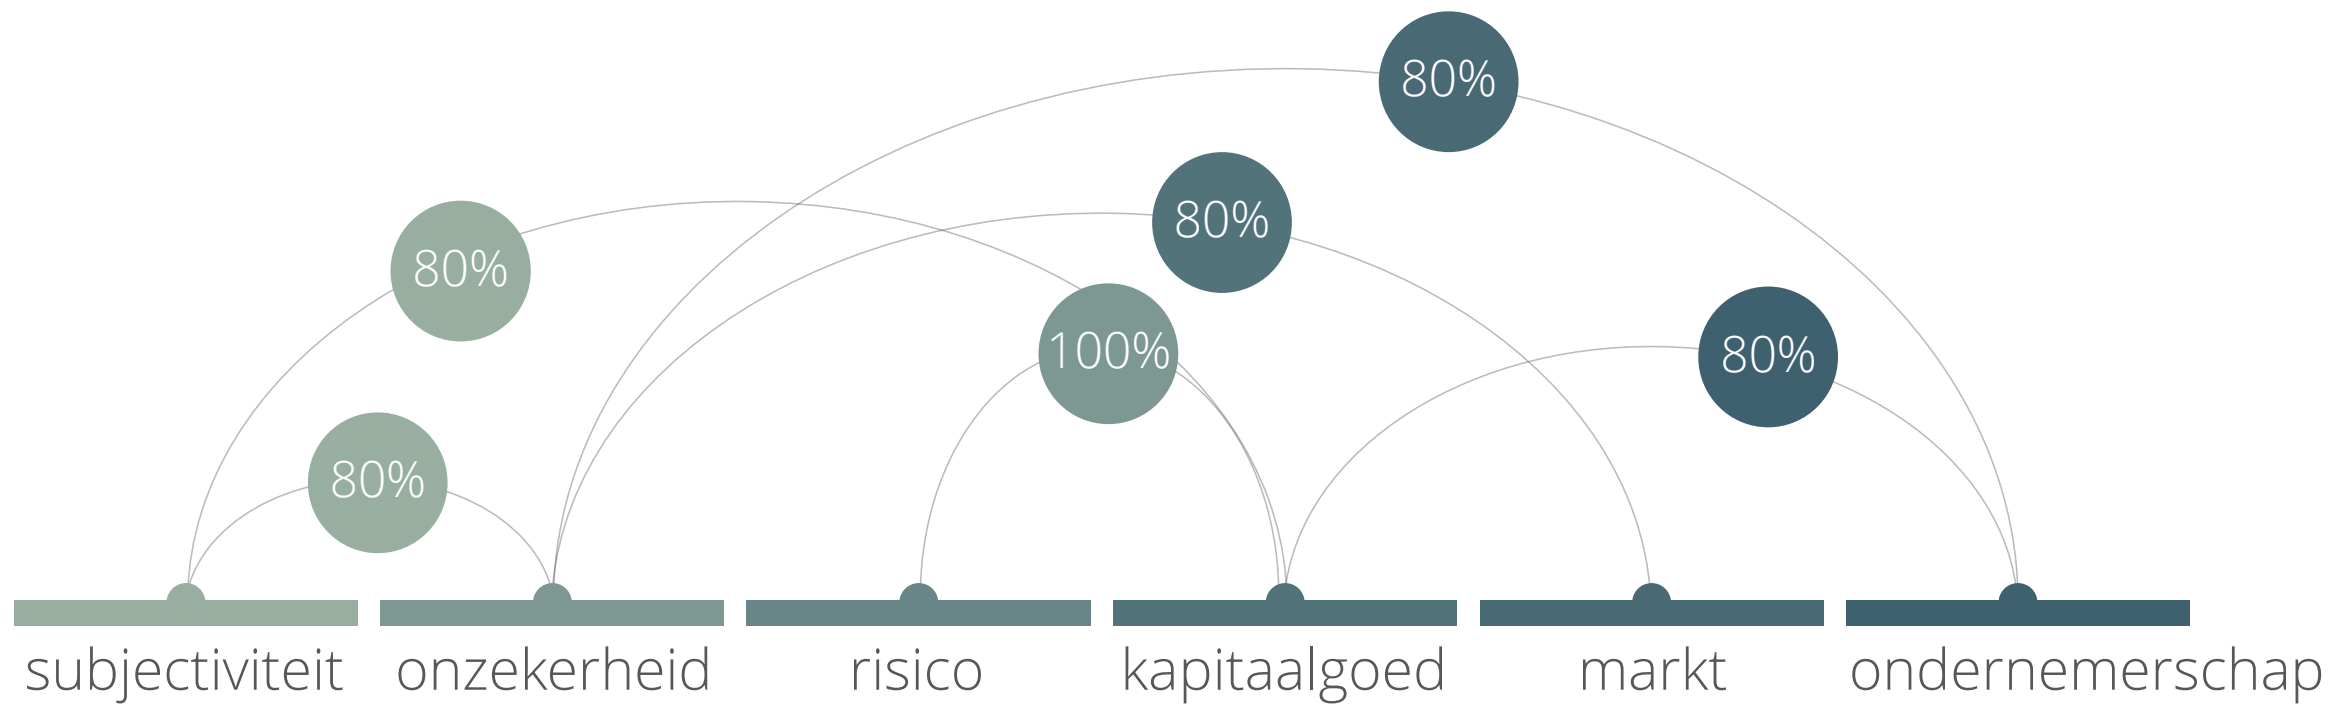 80%
80%
80%
100%
80%
80%
subjectiviteit
onzekerheid
risico
kapitaalgoed
markt
ondernemerschap